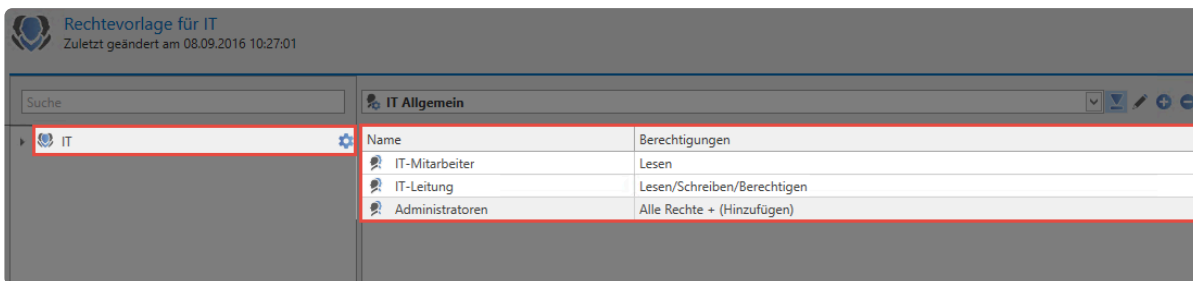 Rechtevorlage für IT
Zuletzt geändert am 08.09.2016 10:27:01
Suche
IT Allgemein
IT
Name Berechtigungen
IT-Mitarbeiter Lesen
IT-Leitung Lesen/Schreiben/Berechtigen
Administratoren Alle Rechte + (Hinzufügen)